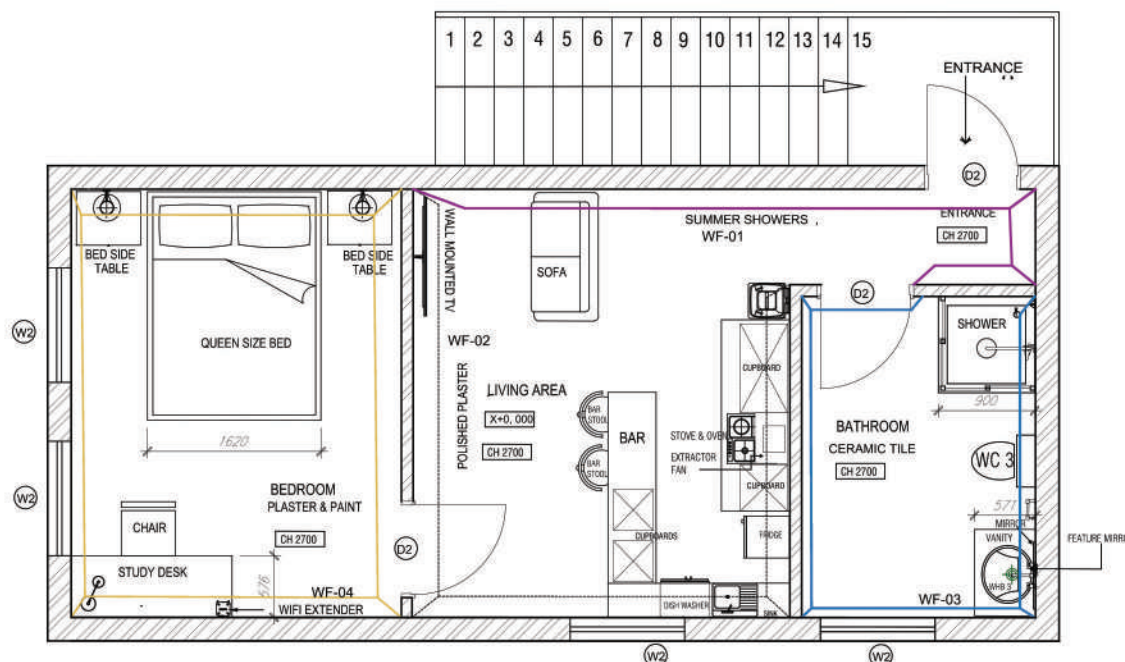 1 2 3 4 5 6 7 8 9 10 11 12 13 14 15
ENTRANCE
D2
SUMMER SHOWERS
WF-01
ENTRANCE
CH 2700
BED SIDE
TABLE
BED SIDE
TABLE
WALL MOUNTED TV
SOFA
D2
SHOWER
W2
QUEEN SIZE BED
WF-02
CUPBOARD
900
LIVING AREA
X+0, 000
CH 2700
POLISHED PLASTER
BAR
STOOL
BAR
STOOL
BAR
STOVE & OVEN
EXTRACTOR
FAN
CUPBOARD
BATHROOM
CERAMIC TILE
CH 2700
WC 3
1620
W2
BEDROOM
PLASTER & PAINT
CH 2700
CHAIR
571
MIRROR
VANITY
WHB 3
FEATURE MIRR
CUPBOARDS
FRIDGE
D2
STUDY DESK
576
WF-04
WIFI EXTENDER
DISH WASHER
SINK
WF-03
W2
W2